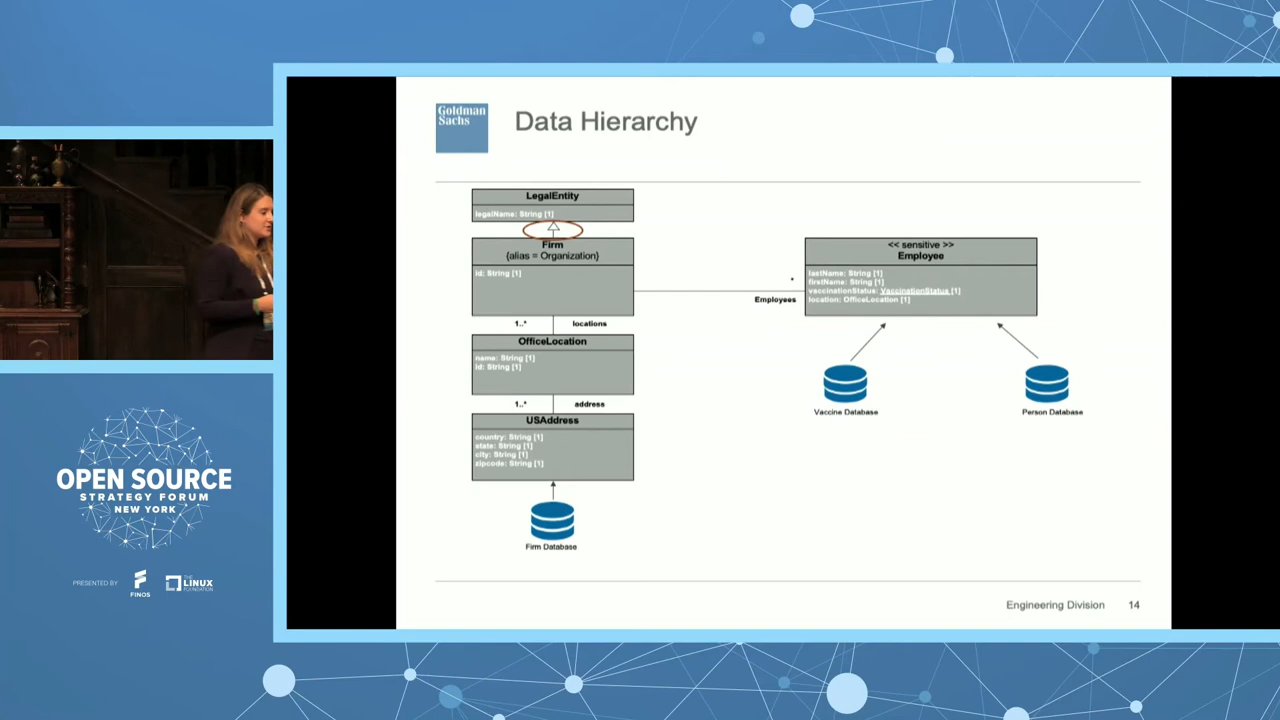 Goldman
Sachs
Data Hierarchy
LegalEntity
legalName: String [1]
Firm
{alias = Organization}
id: String [1]
1..* locations
OfficeLocation
name: String [1]
id: String [1]
1..* address
USAddress
country: String [1]
state: String [1]
city: String [1]
zipcode: String [1]
Firm Database
*
Employees
<< sensitive >>
Employee
lastName: String [1]
firstName: String [1]
vaccinationStatus: VaccinationStatus [1]
location: OfficeLocation [1]
Vaccine Database
Person Database
Engineering Division 14
OPEN SOURCE
STRATEGY FORUM
NEW YORK
PRESENTED BY
FINOS
THE
LINUX
FOUNDATION